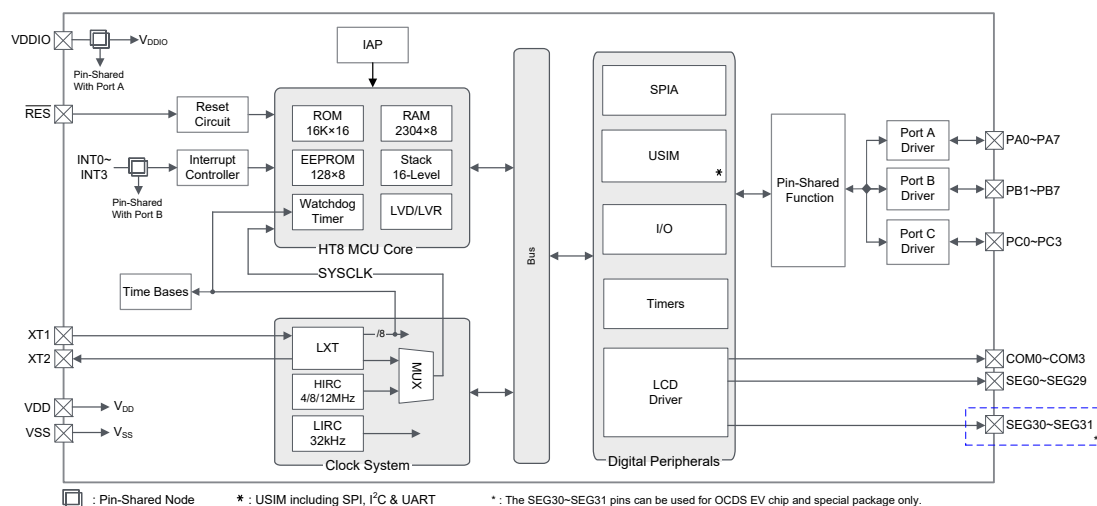 VDDIO
VDDIO
Pin-Shared
With Port A
RES
Reset
Circuit
INT0~
INT3
Interrupt
Controller
Pin-Shared
With Port B
IAP
ROM
16K×16
RAM
2304×8
EEPROM
128×8
Stack
16-Level
Watchdog
Timer
LVD/LVR
HT8 MCU Core
SYSCLK
Time Bases
XT1
XT2
VDD
VDD
VSS
VSS
/8
LXT
MUX
HIRC
4/8/12MHz
LIRC
32kHz
Clock System
Bus
SPIA
USIM
*
I/O
Timers
LCD
Driver
Digital Peripherals
Pin-Shared
Function
Port A
Driver
Port B
Driver
Port C
Driver
PA0~PA7
PB1~PB7
PC0~PC3
COM0~COM3
SEG0~SEG29
SEG30~SEG31
*
: Pin-Shared Node
* : USIM including SPI, I²C & UART
* : The SEG30~SEG31 pins can be used for OCDS EV chip and special package only.